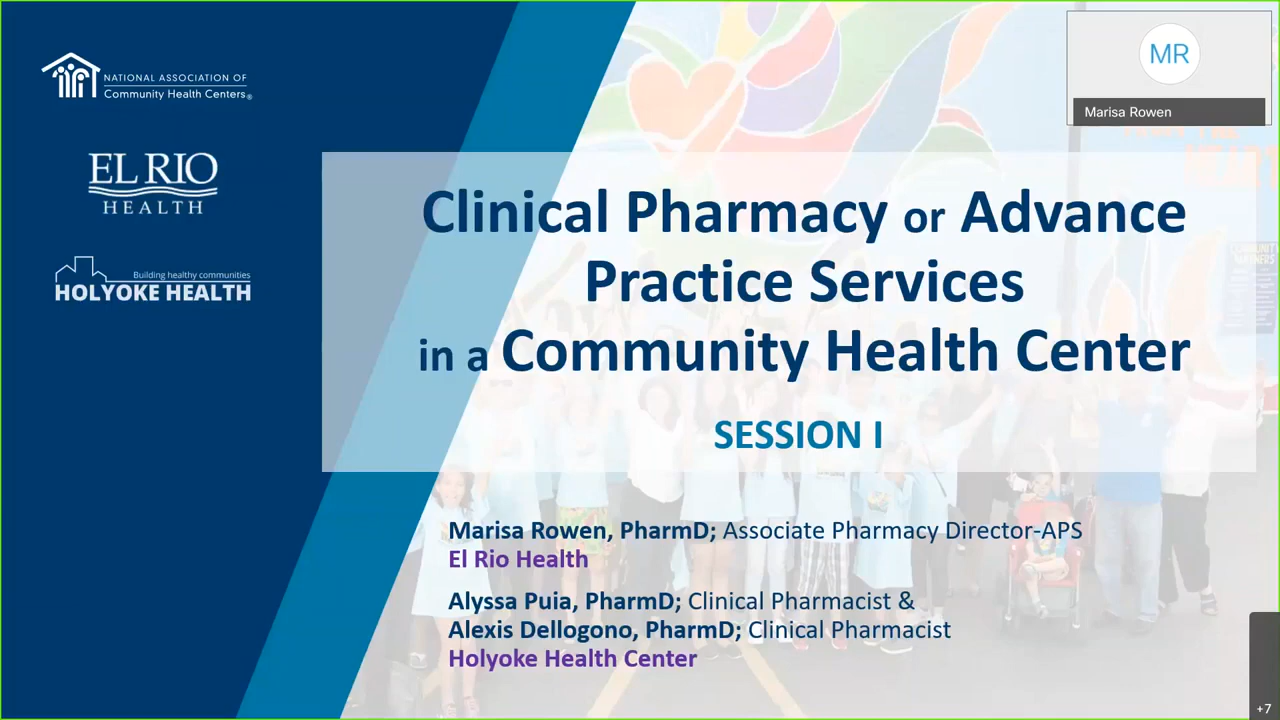 NATIONAL ASSOCIATION OF
Community Health Centers®
EL RIO
HEALTH
Building healthy communities
HOLYOKE HEALTH
MR
Marisa Rowen
Clinical Pharmacy or Advance
Practice Services
in a Community Health Center
SESSION I
Marisa Rowen, PharmD; Associate Pharmacy Director-APS
El Rio Health
Alyssa Puia, PharmD; Clinical Pharmacist &
Alexis Dellogono, PharmD; Clinical Pharmacist
Holyoke Health Center
+7